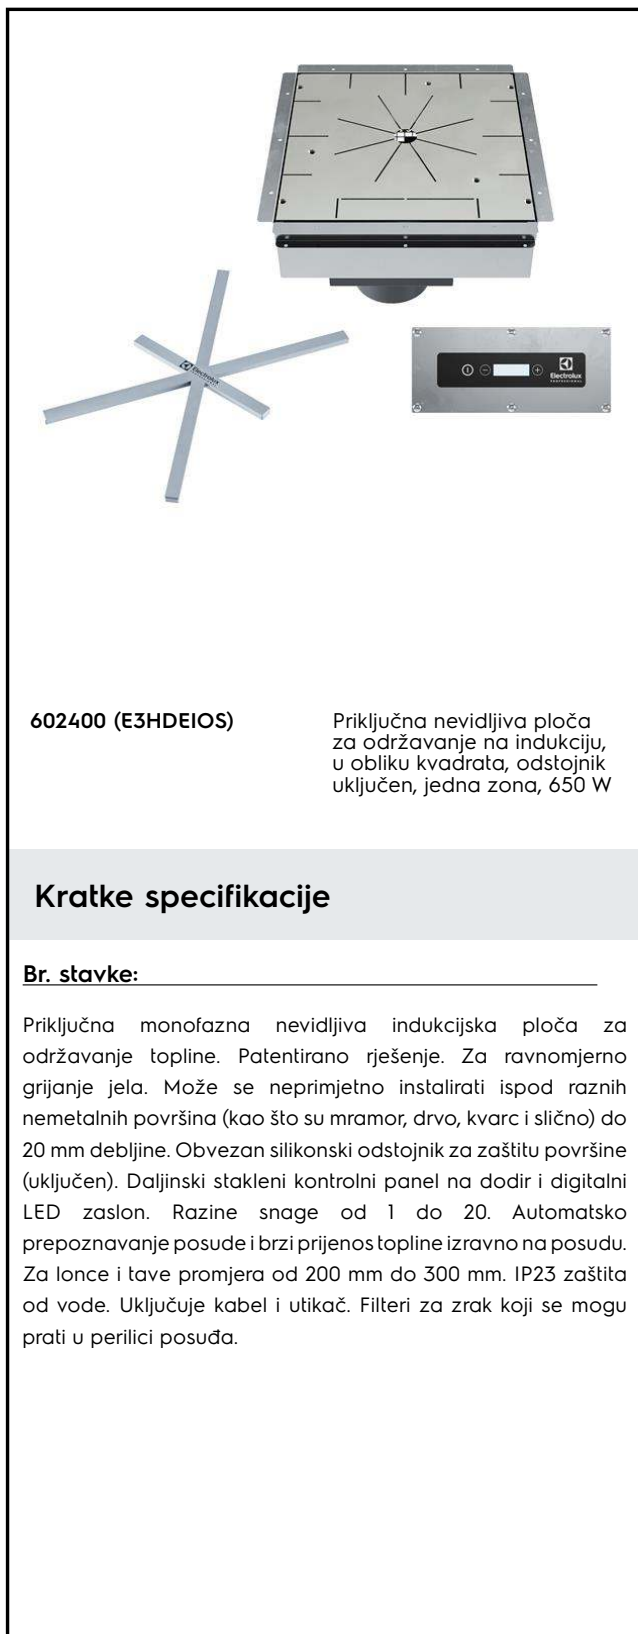 Electrolux
Electrolux
PROFESSIONAL
602400 (E3HDEIOS)
Priključna nevidljiva ploča
za održavanje na indukciju,
u obliku kvadrata, odstojnik
uključen, jedna zona, 650 W
Kratke specifikacije
Br. stavke:
Priključna monofazna nevidljiva indukcijska ploča za
održavanje topline. Patentirano rješenje. Za ravnomjerno
grijanje jela. Može se neprimjetno instalirati ispod raznih
nemetalnih površina (kao što su mramor, drvo, kvarc i slično) do
20 mm debljine. Obvezan silikonski odstojnik za zaštitu površine
(uključen). Daljinski stakleni kontrolni panel na dodir i digitalni
LED zaslon. Razine snage od 1 do 20. Automatsko
prepoznavanje posude i brzi prijenos topline izravno na posudu.
Za lonce i tave promjera od 200 mm do 300 mm. IP23 zaštita
od vode. Uključuje kabel i utikač. Filteri za zrak koji se mogu
prati u perilici posuđa.